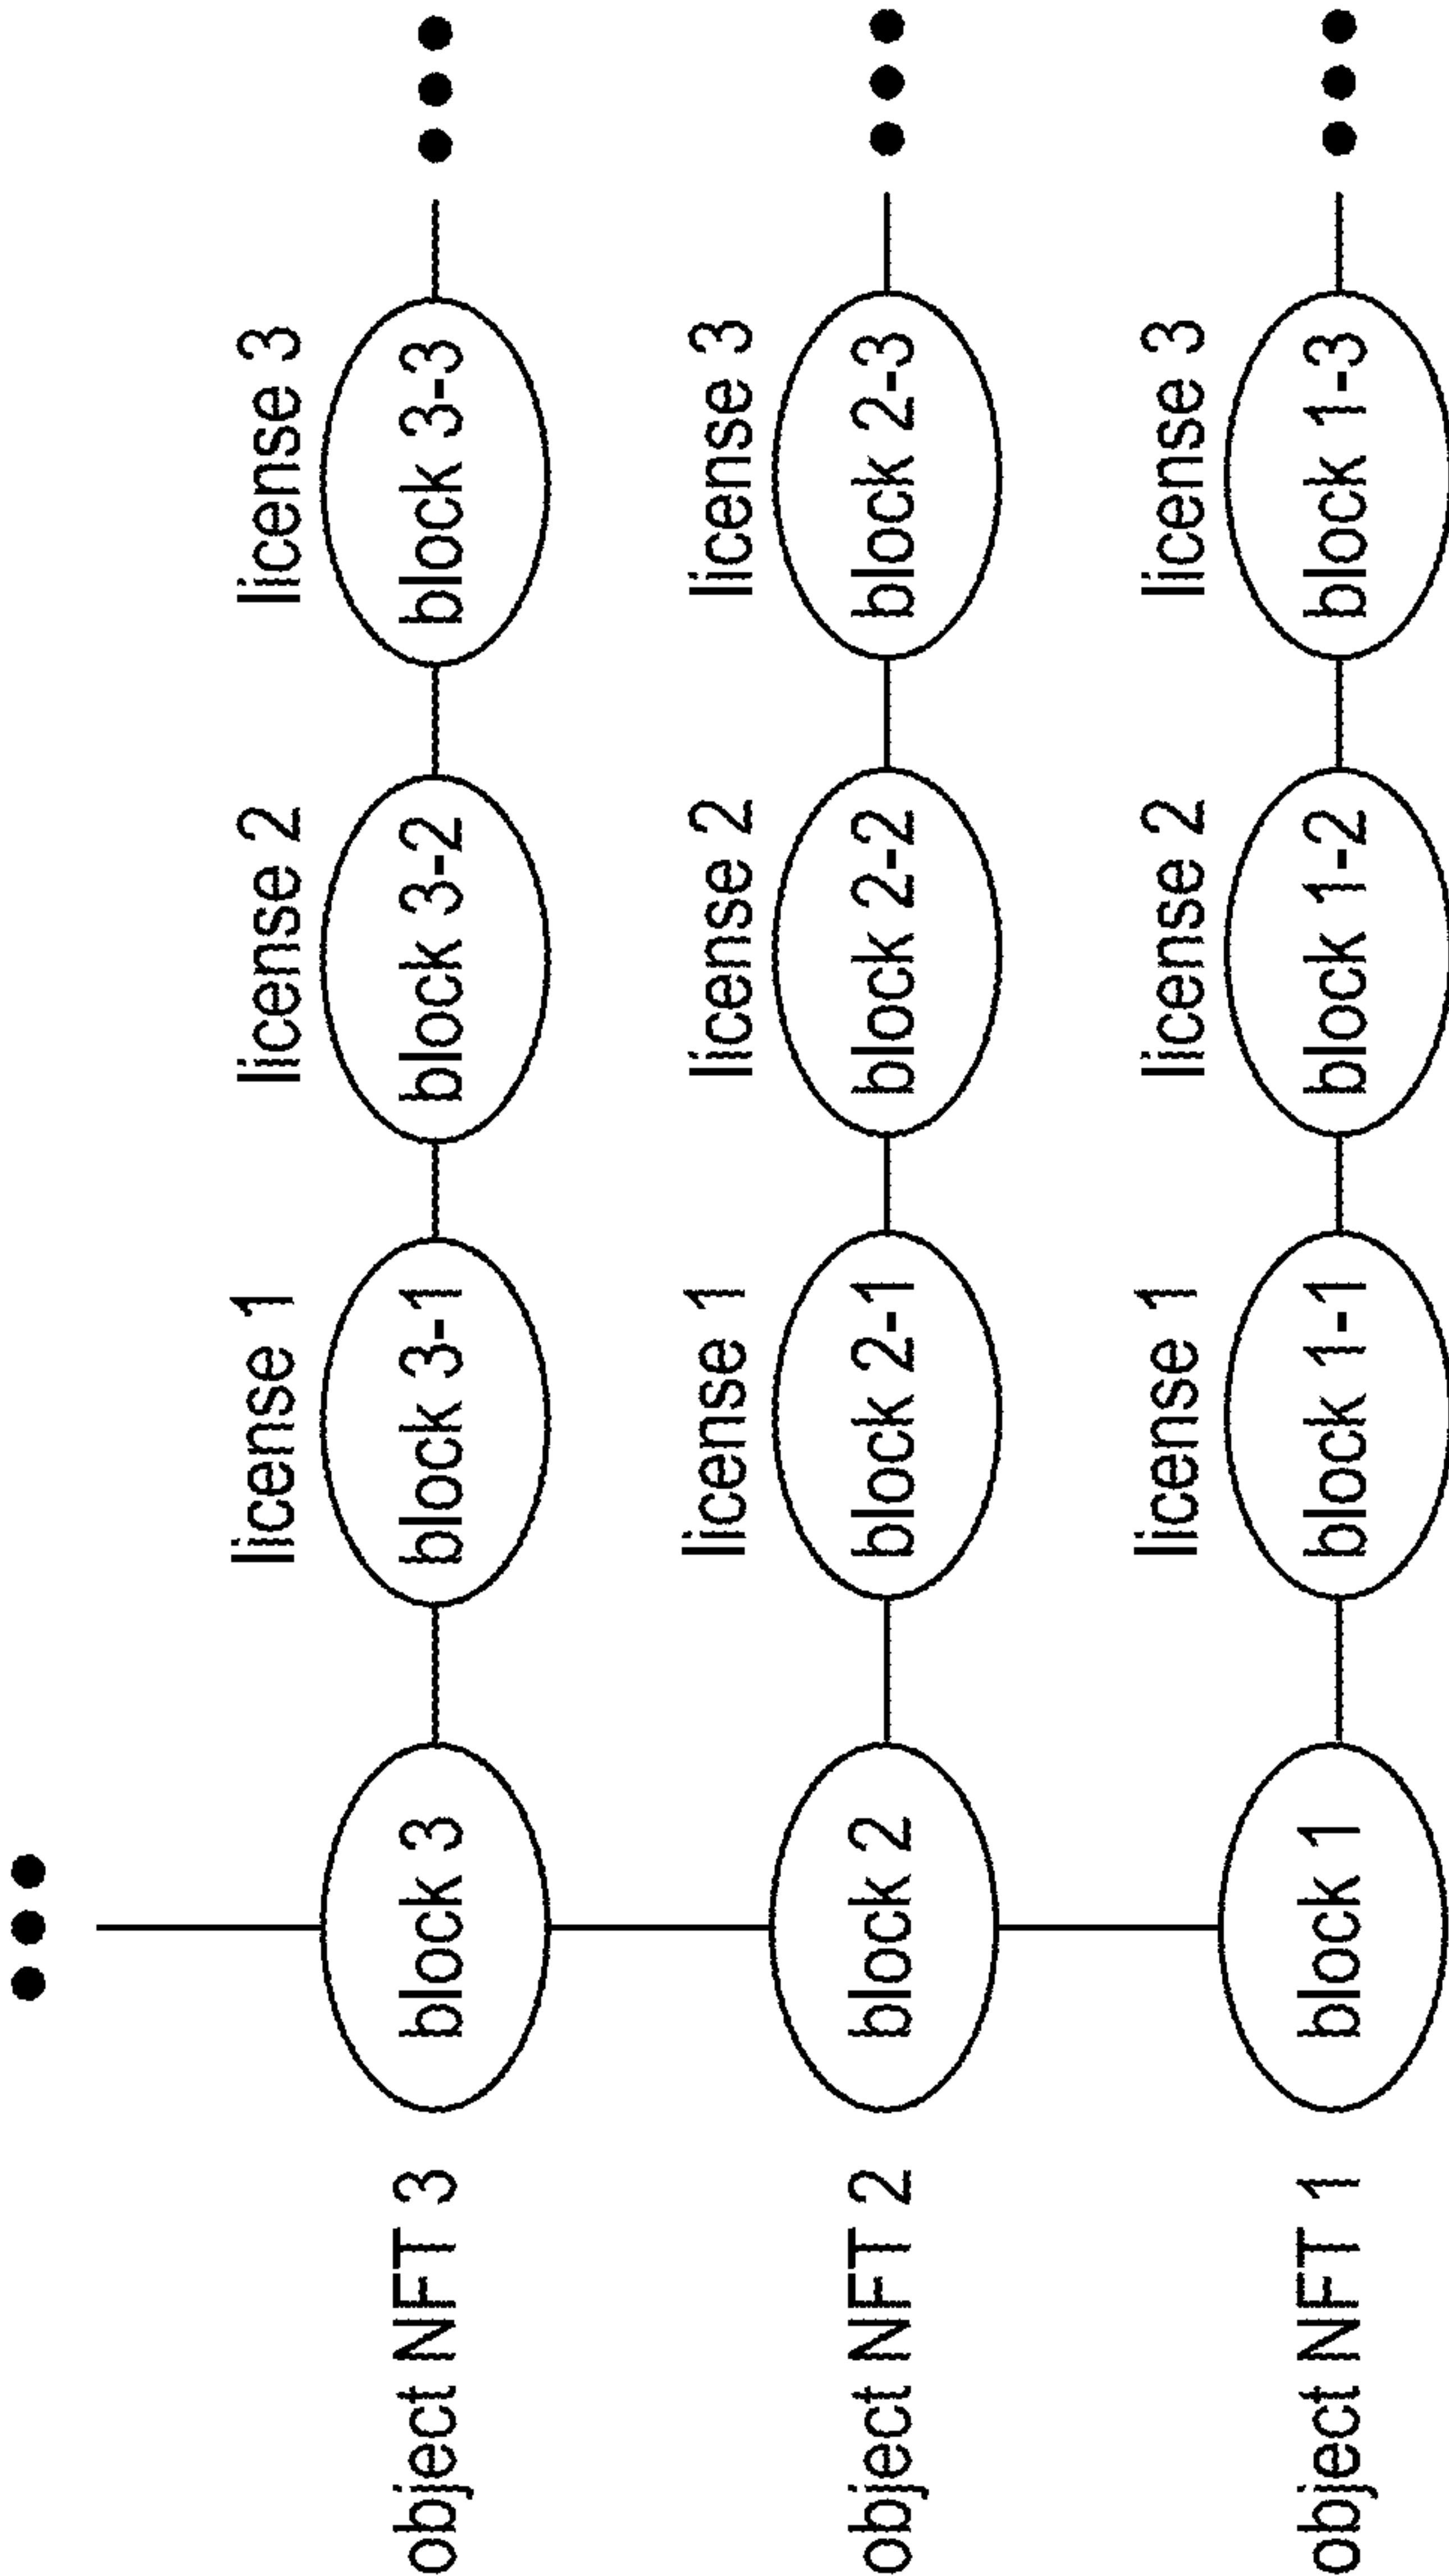 license 1
license 2
license 3
object NFT 3
block 3
block 3-1
block 3-2
block 3-3
license 1
license 2
license 3
object NFT 2
block 2
block 2-1
block 2-2
block 2-3
license 1
license 2
license 3
object NFT 1
block 1
block 1-1
block 1-2
block 1-3